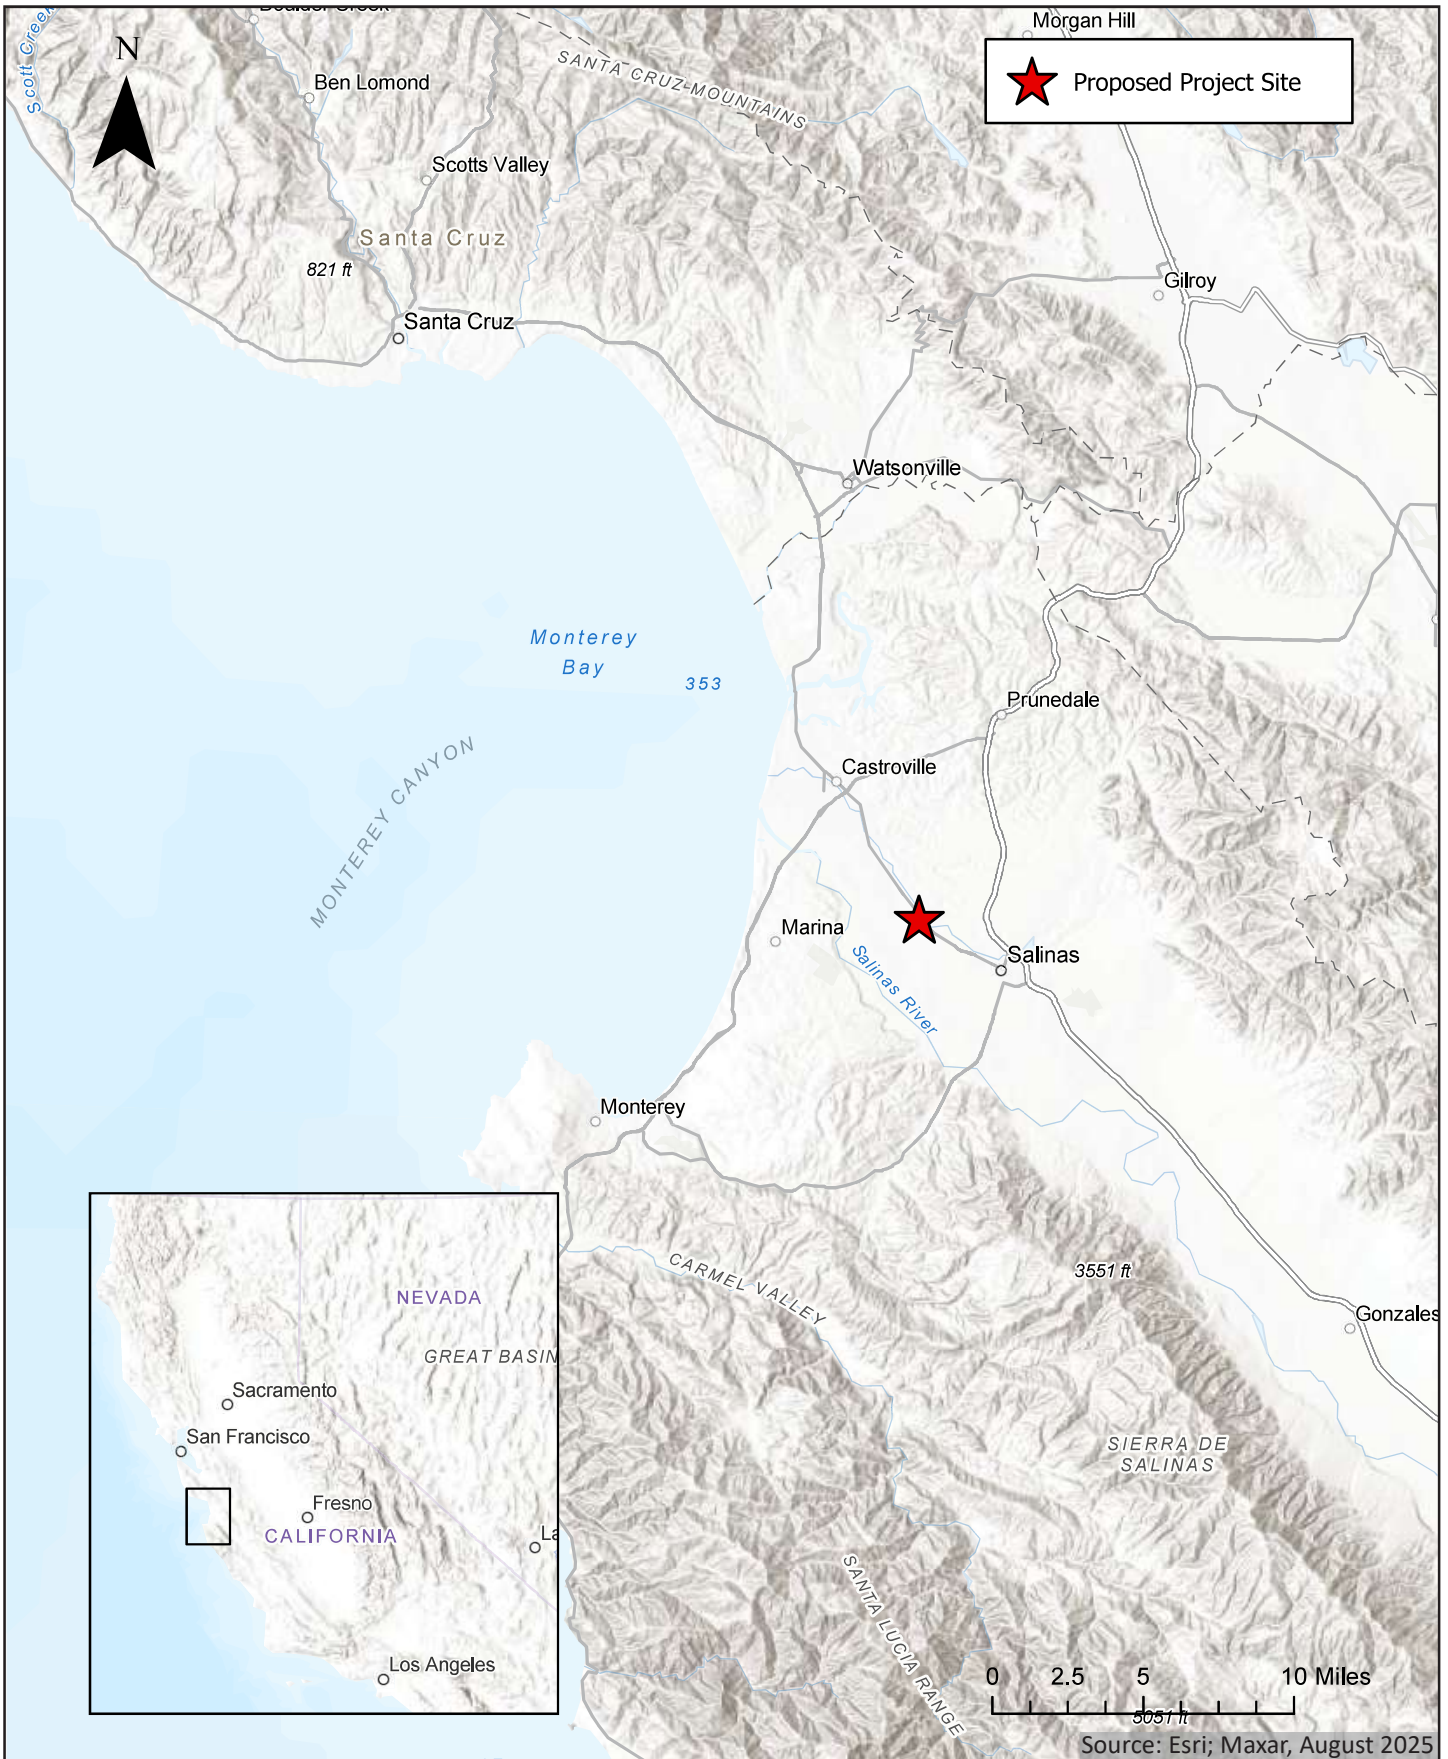 Boulder Creek
Morgan Hill
N
Scott Creek
Ben Lomond
SANTA CRUZ MOUNTAINS
Proposed Project Site
Scotts Valley
Santa Cruz
821 ft
Gilroy
Santa Cruz
Watsonville
Monterey
Bay
353
Prunedale
MONTEREY CANYON
Castroville
Marina
Salinas River
Salinas
Monterey
CARMEL VALLEY
3551 ft
Gonzales
NEVADA
GREAT BASIN
Sacramento
San Francisco
Fresno
CALIFORNIA
La
Los Angeles
SIERRA DE
SALINAS
SANTA LUCIA RANGE
0 2.5 5 10 Miles
5051 ft
Source: Esri; Maxar, August 2025